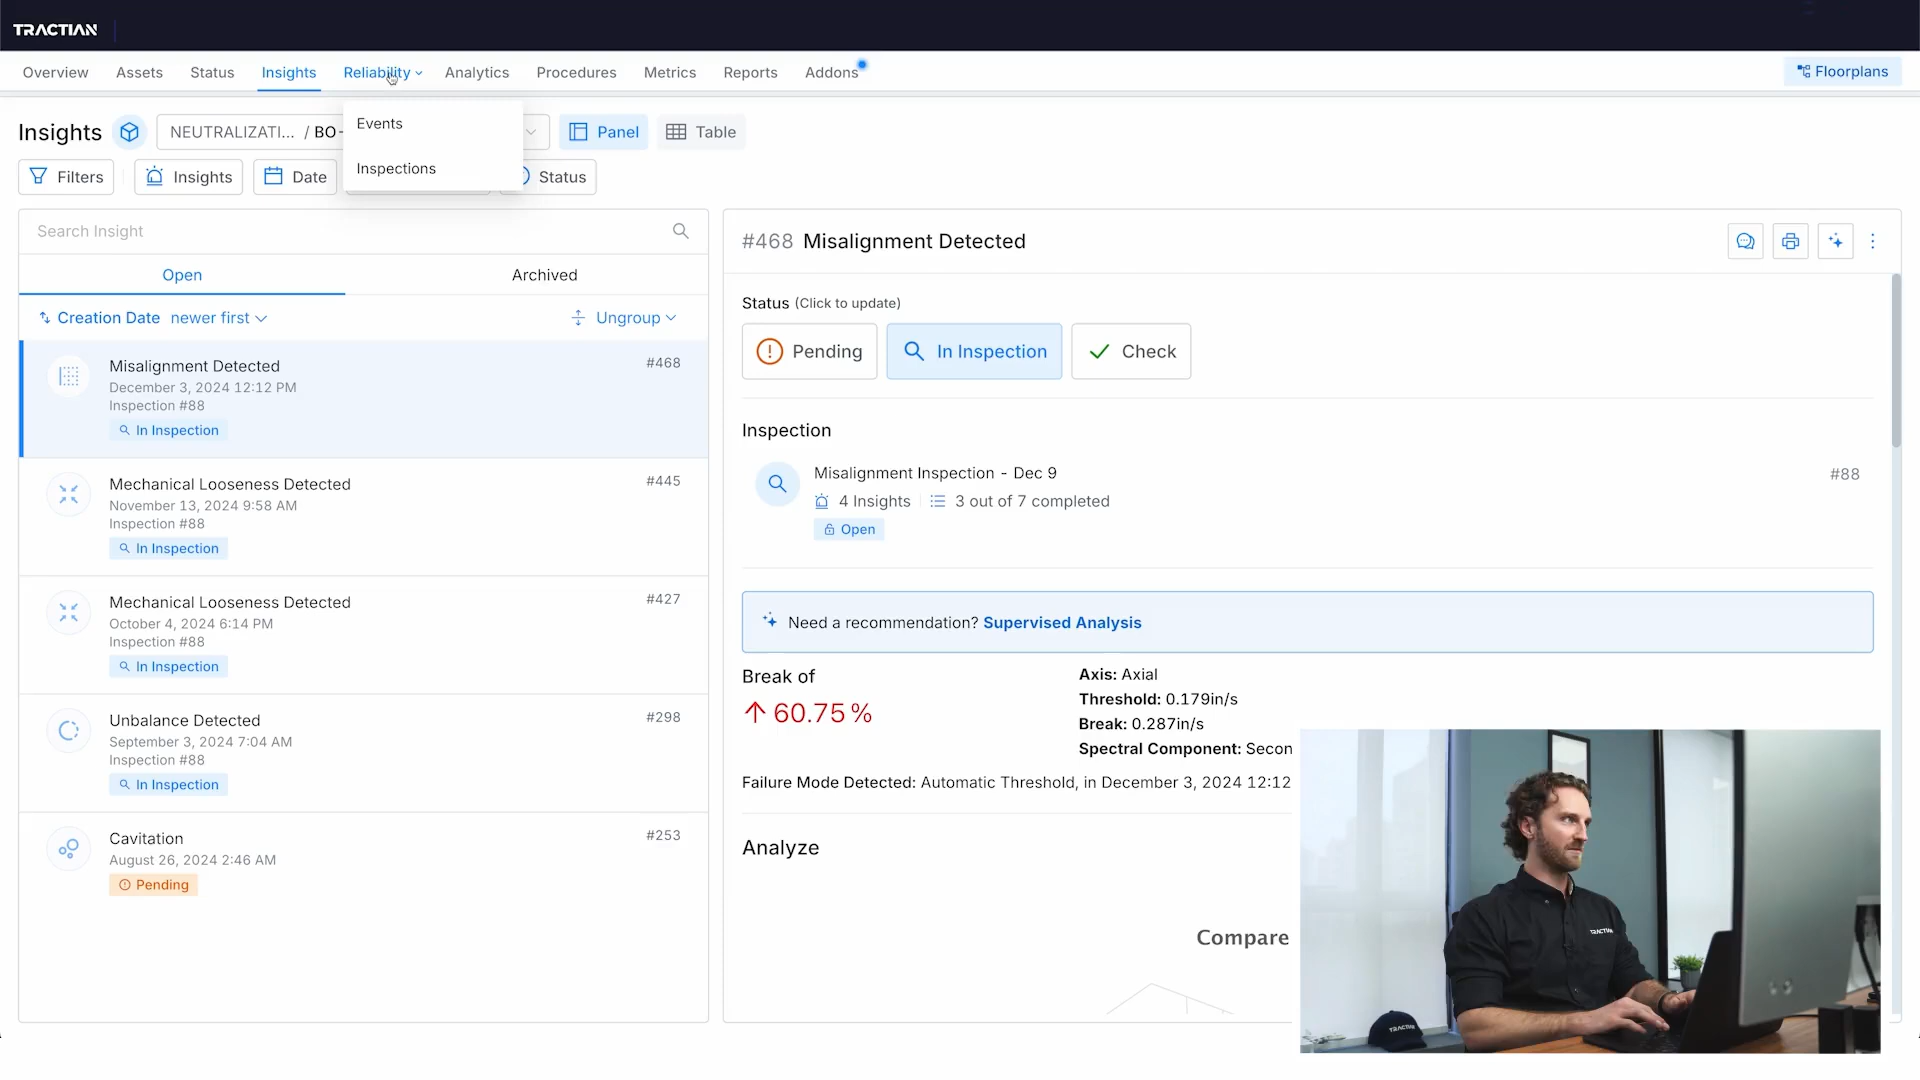 TRACTIAN
Overview Assets Status Insights Reliability Analytics Procedures Metrics Reports Addons Floorplans
Insights NEUTRALIZATI... / BO- Panel Table
Events
Inspections
Filters Insights Date Status
Search Insight
Open Archived
Creation Date newer first Ungroup
Misalignment Detected #468
December 3, 2024 12:12 PM
Inspection #88
In Inspection
Mechanical Looseness Detected #445
November 13, 2024 9:58 AM
Inspection #88
In Inspection
Mechanical Looseness Detected #427
October 4, 2024 6:14 PM
Inspection #88
In Inspection
Unbalance Detected #298
September 3, 2024 7:04 AM
Inspection #88
In Inspection
Cavitation #253
August 26, 2024 2:46 AM
Pending
#468 Misalignment Detected
Status (Click to update)
Pending In Inspection Check
Inspection
Misalignment Inspection - Dec 9 #88
4 Insights 3 out of 7 completed
Open
Need a recommendation? Supervised Analysis
Break of
60.75 %
Axis: Axial
Threshold: 0.179in/s
Break: 0.287in/s
Spectral Component: Secon
Failure Mode Detected: Automatic Threshold, in December 3, 2024 12:12
Analyze
Compare
TRACTIAN
TRACTIAN